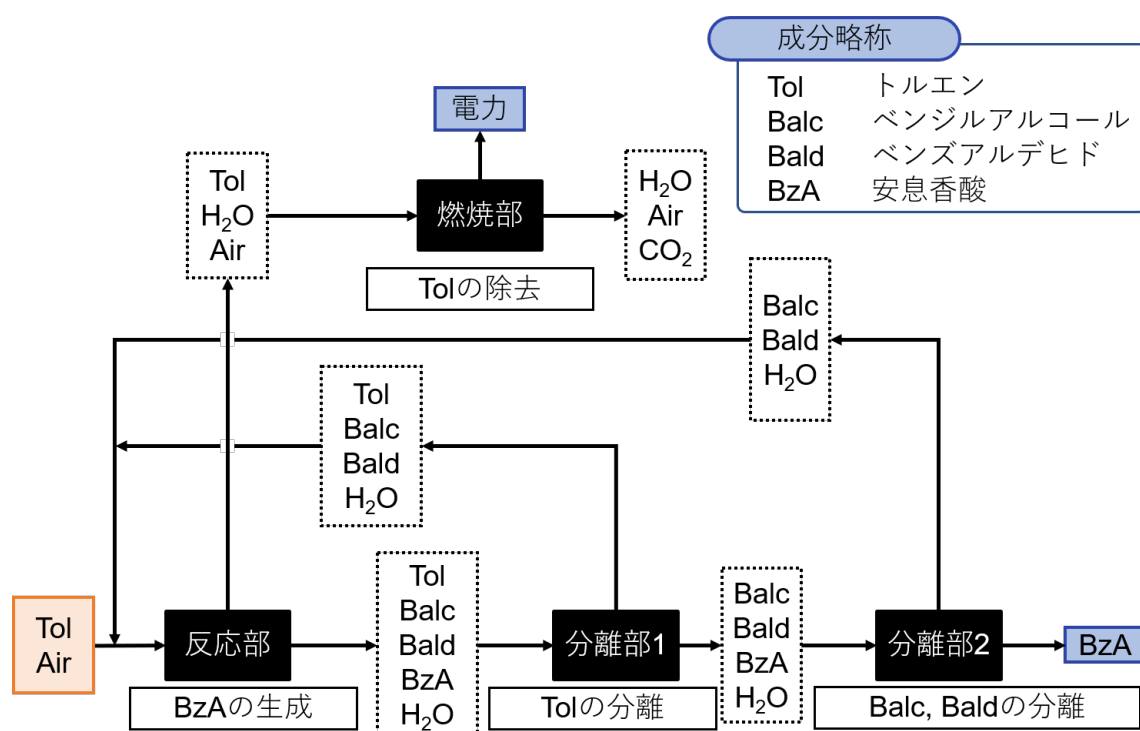 成分略称
Tol トルエン
Balc ベンジルアルコール
Bald ベンズアルデヒド
BzA 安息香酸
電力
Tol
H₂O
Air
燃焼部
H₂O
Air
CO₂
Tolの除去
Balc
Bald
H₂O
Tol
Balc
Bald
H₂O
Tol
Air
反応部
BzAの生成
Tol
Balc
Bald
BzA
H₂O
分離部1
Tolの分離
Balc
Bald
BzA
H₂O
分離部2
Balc, Baldの分離
BzA